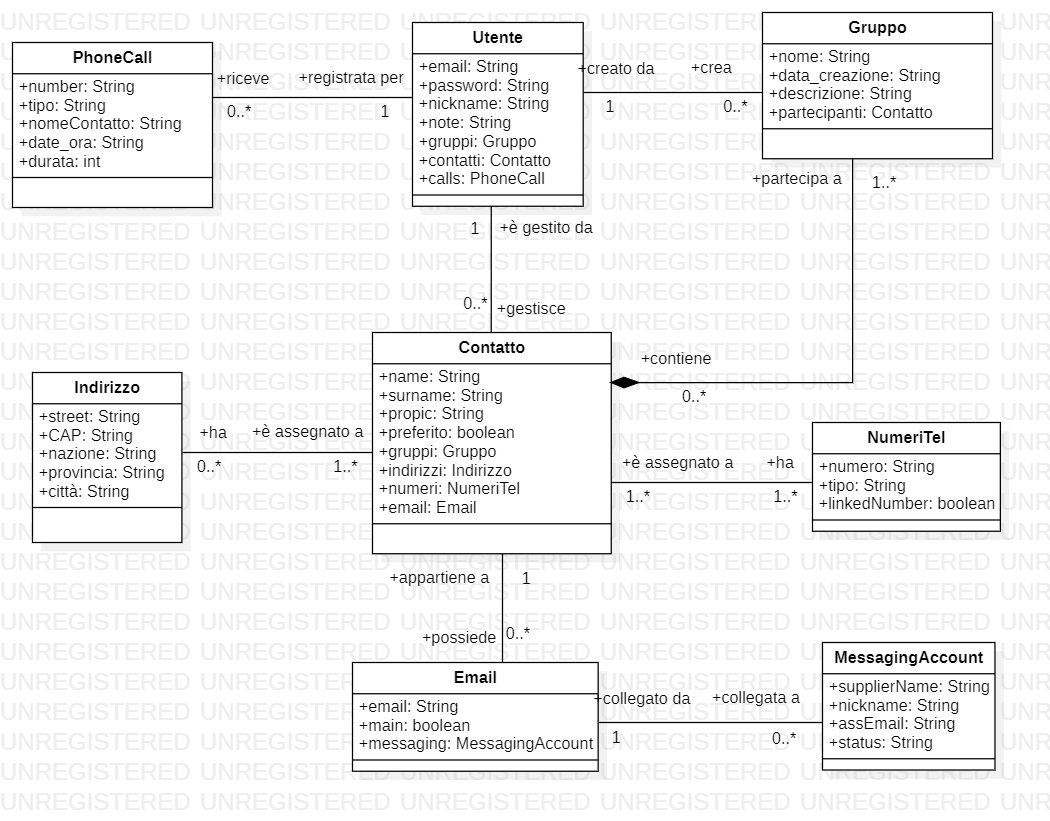 PhoneCall
+number: String
+tipo: String
+nomeContatto: String
+date_ora: String
+durata: int
+riceve
+registrata per
0..*
1
Utente
+email: String
+password: String
+nickname: String
+note: String
+gruppi: Gruppo
+contatti: Contatto
+calls: PhoneCall
+creato da
+crea
1
0..*
Gruppo
+nome: String
+data_creazione: String
+descrizione: String
+partecipanti: Contatto
+partecipa a
1..*
1
+è gestito da
0..*
+gestisce
+contiene
0..*
Contatto
+name: String
+surname: String
+propic: String
+preferito: boolean
+gruppi: Gruppo
+indirizzi: Indirizzo
+numeri: NumeriTel
+email: Email
Indirizzo
+street: String
+CAP: String
+nazione: String
+provincia: String
+città: String
+ha
+è assegnato a
0..*
1..*
+è assegnato a
+ha
1..*
1..*
NumeriTel
+numero: String
+tipo: String
+linkedNumber: boolean
+appartiene a
1
+possiede
0..*
Email
+email: String
+main: boolean
+messaging: MessagingAccount
+collegato da
+collegata a
1
0..*
MessagingAccount
+supplierName: String
+nickname: String
+assEmail: String
+status: String
UNREGISTERED